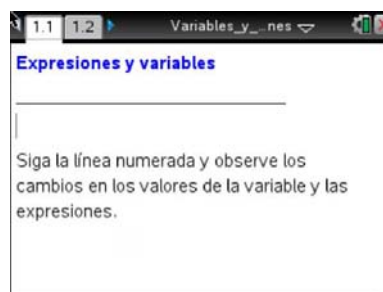 1.1 1.2 Variables_y_...nes
Expresiones y variables
Siga la línea numerada y observe los
cambios en los valores de la variable y las
expresiones.